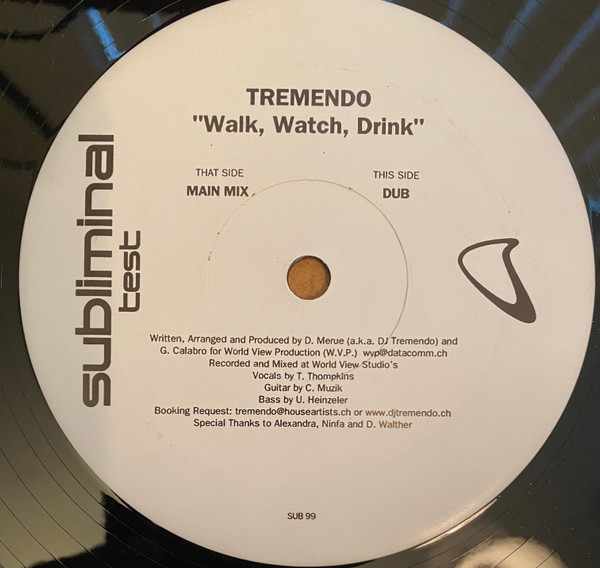 TREMENDO
"Walk, Watch, Drink"
THAT SIDE
MAIN MIX
THIS SIDE
DUB
subliminal
test
Written, Arranged and Produced by D. Merue (a.k.a. DJ Tremendo) and
G. Calabro for World View Production (W.V.P.) wvp@datacomm.ch
Recorded and Mixed at World View Studio's
Vocals by T. Thompkins
Guitar by C. Muzik
Bass by U. Heinzeler
Booking Request: tremendo@houseartists.ch or www.djtremendo.ch
Special Thanks to Alexandra, Ninfa and D. Walther
SUB 99